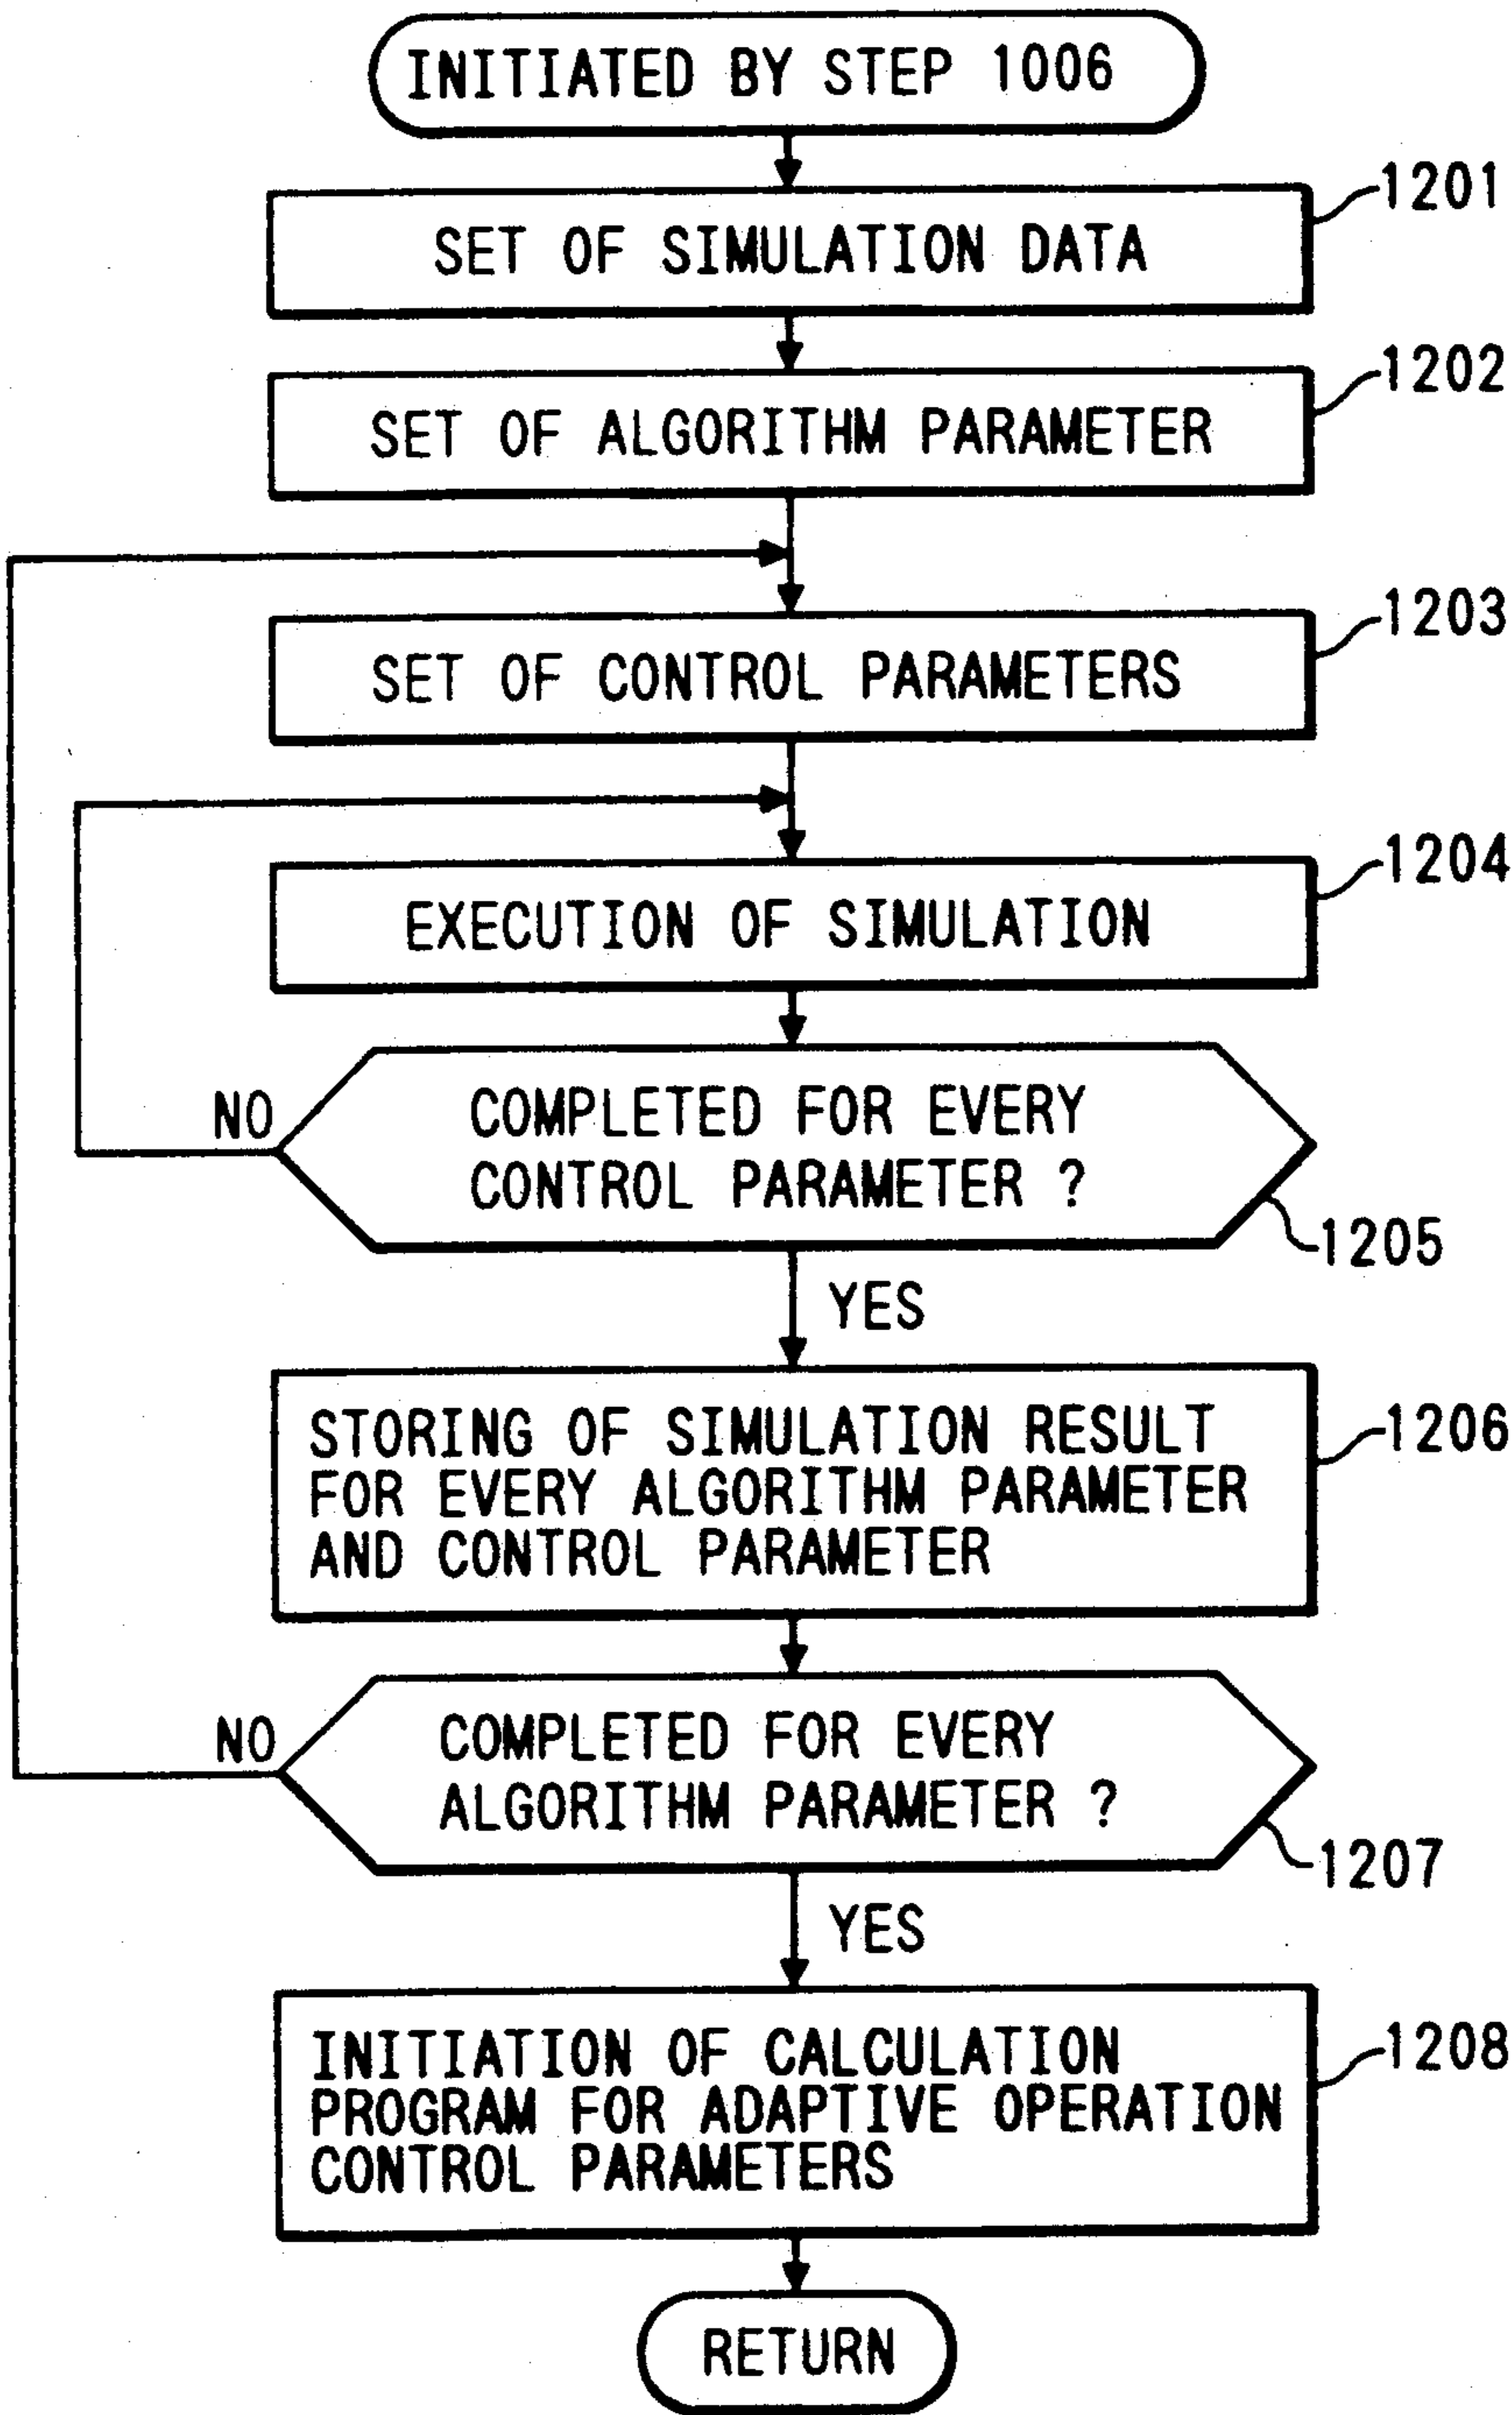 INITIATED BY STEP 1006
1201
SET OF SIMULATION DATA
1202
SET OF ALGORITHM PARAMETER
1203
SET OF CONTROL PARAMETERS
1204
EXECUTION OF SIMULATION
NO
COMPLETED FOR EVERY
CONTROL PARAMETER ?
1205
YES
1206
STORING OF SIMULATION RESULT
FOR EVERY ALGORITHM PARAMETER
AND CONTROL PARAMETER
NO
COMPLETED FOR EVERY
ALGORITHM PARAMETER ?
1207
YES
1208
INITIATION OF CALCULATION
PROGRAM FOR ADAPTIVE OPERATION
CONTROL PARAMETERS
RETURN